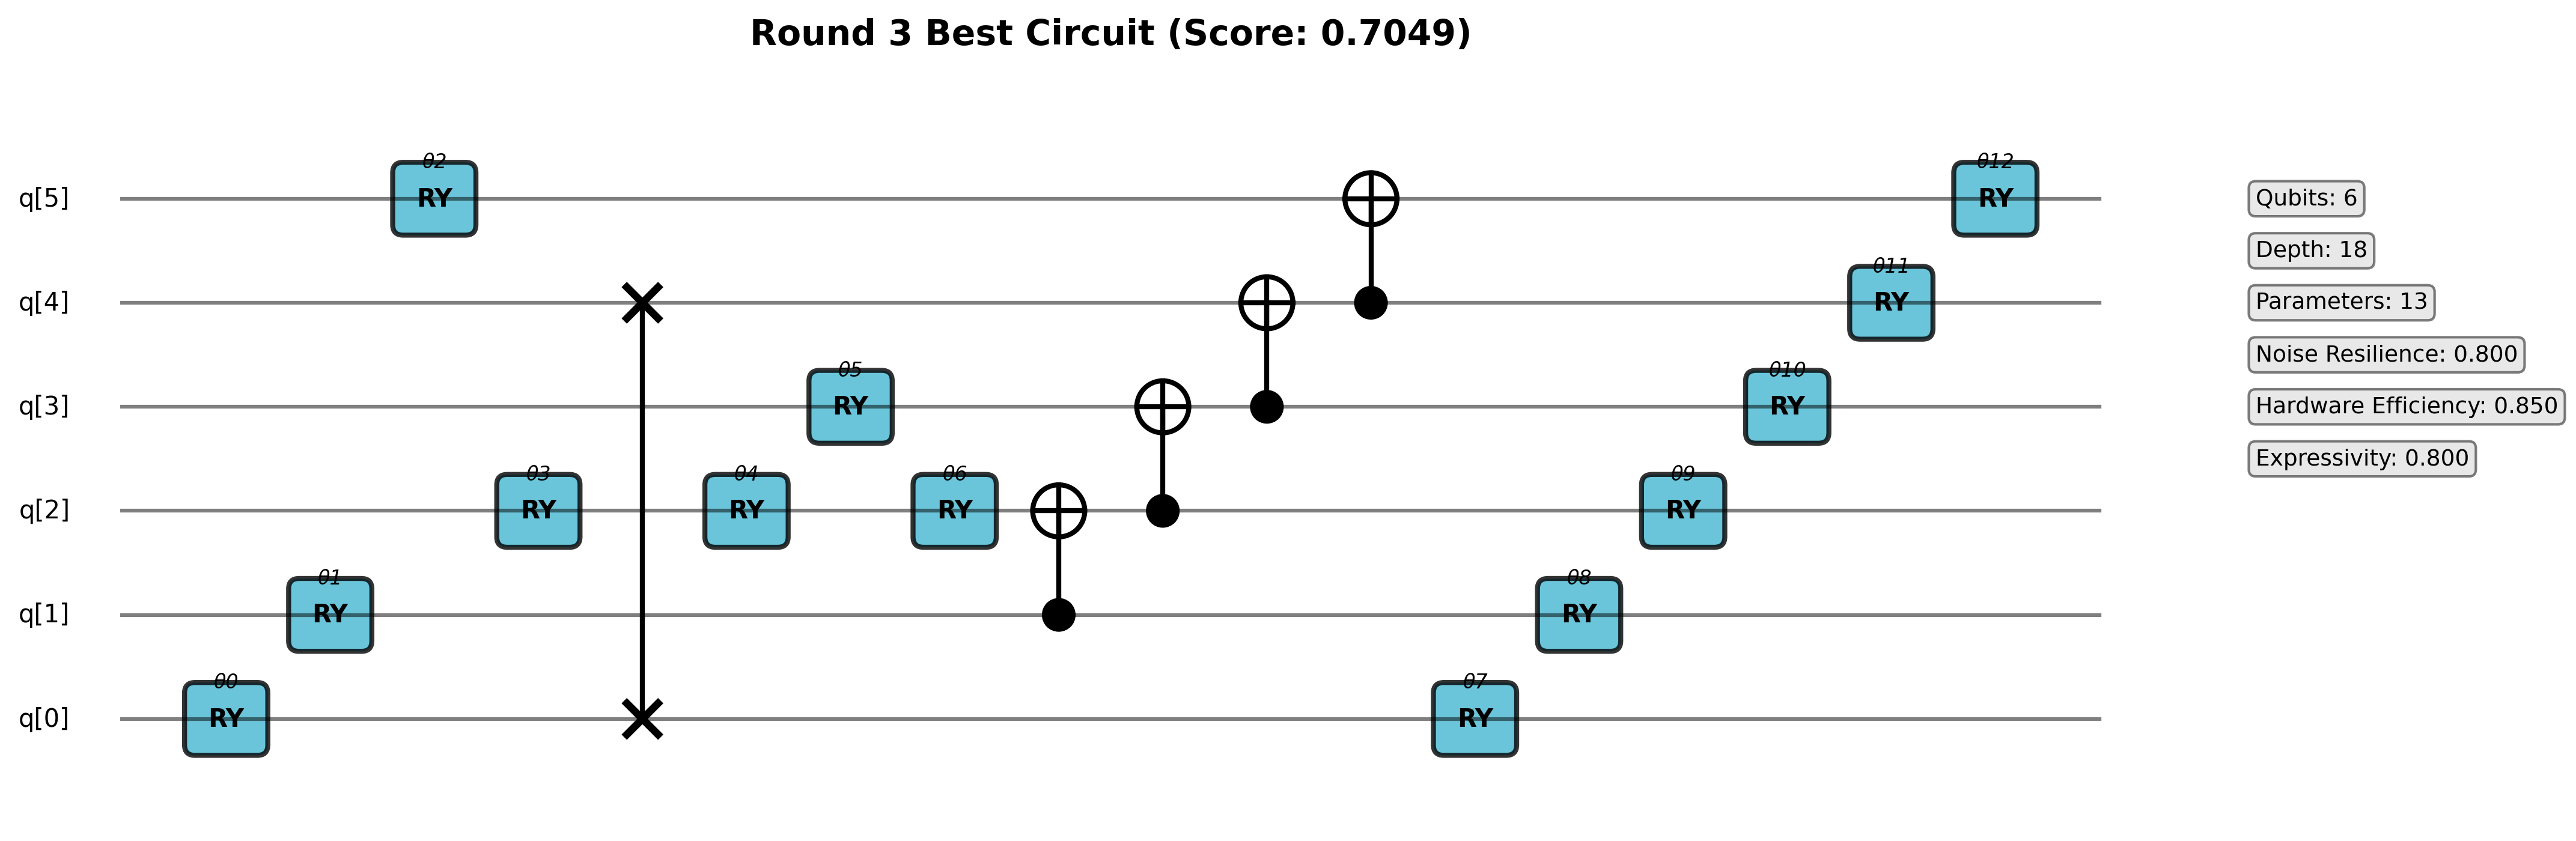 Round 3 Best Circuit (Score: 0.7049)
θ2
θ12
q[5]
RY
RY
Qubits: 6
Depth: 18
θ11
q[4]
RY
Parameters: 13
Noise Resilience: 0.800
θ5
θ10
q[3]
RY
RY
Hardware Efficiency: 0.850
Expressivity: 0.800
θ3
θ4
θ6
θ9
q[2]
RY
RY
RY
RY
θ1
θ8
q[1]
RY
RY
θ0
θ7
q[0]
RY
RY